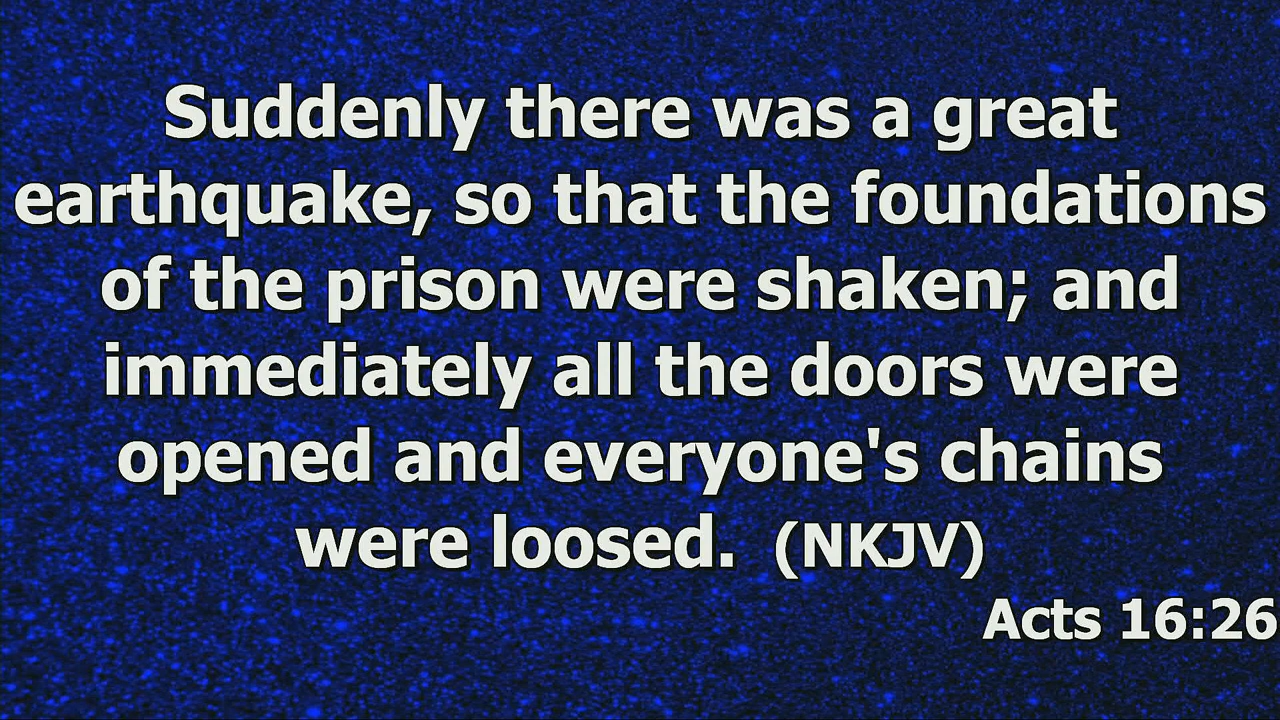 Suddenly there was a great
earthquake, so that the foundations
of the prison were shaken; and
immediately all the doors were
opened and everyone's chains
were loosed. (NKJV)
Acts 16:26